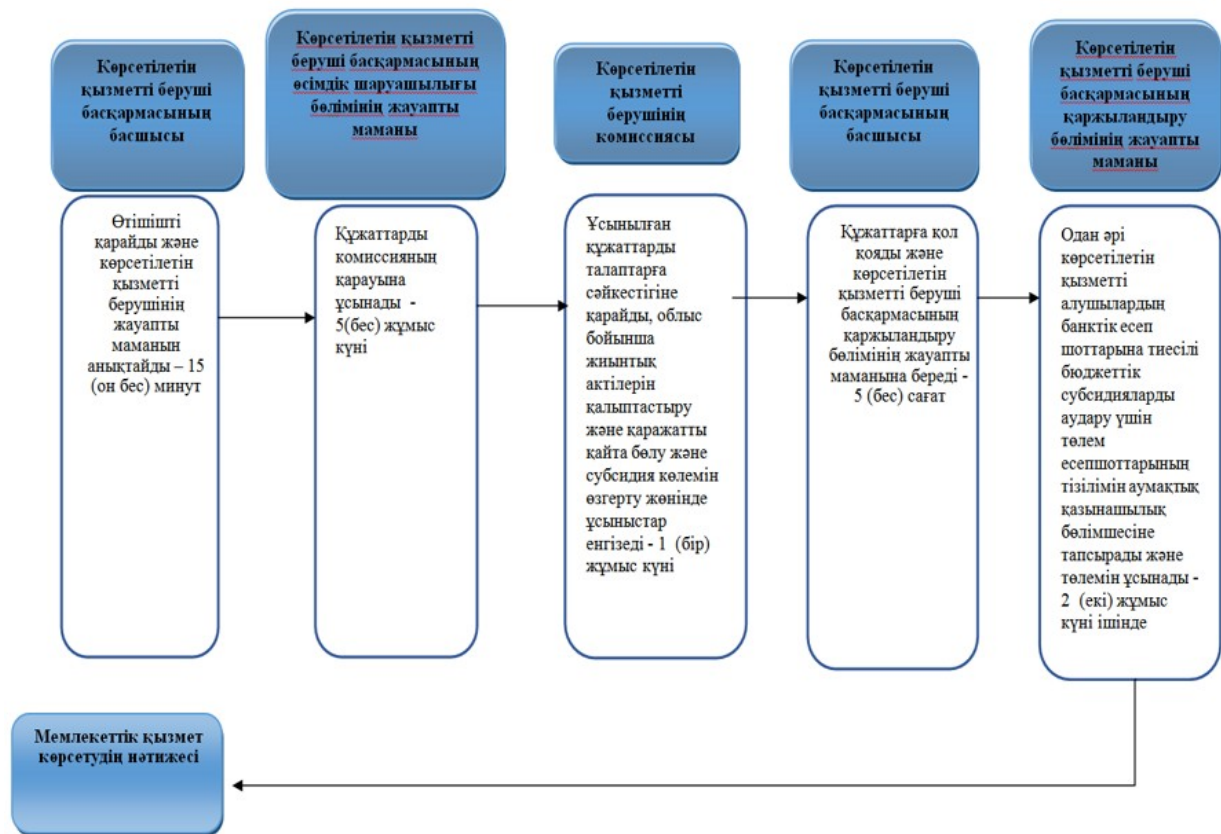 Көрсетілетін
қызметті беруші
басқармасының
басшысы
Өтішішті
қарайды және
көрсетілетін
қызметті
берушінің
жауапты
маманын
анықтайды – 15
(он бес) минут
Көрсетілетін қызметті
беруші басқармасының
өсімдік шаруашылығы
бөлімінің жауапты
маманы
Құжаттарды
комиссияның
қарауына
ұсынады -
5(бес) жұмыс
күні
Көрсетілетін
қызметті
берушінің
комиссиясы
Ұсынылған
құжаттарды
талаптарға
сәйкестігіне
қарайды, облыс
бойынша
жиынтық
актілерін
қалыптастыру
және қаражатты
қайта бөлу және
субсидия көлемін
өзгерту жөнінде
ұсыныстар
енгізеді - 1 (бір)
жұмыс күні
Көрсетілетін
қызметті беруші
басқармасының
басшысы
Құжаттарға қол
қояды және
көрсетілетін
қызметті беруші
басқармасының
қаржыландыру
бөлімінің жауапты
маманына береді -
5 (бес) сағат
Көрсетілетін
қызметті беруші
басқармасының
қаржыландыру
бөлімінің жауапты
маманы
Одан әрі
көрсетілетін
қызметті
алушылардың
банктік есеп
шоттарына тиесілі
бюджеттік
субсидияларды
аудару үшін
төлем
есепшоттарының
тізілімін аумақтық
қазынашылық
бөлімшесіне
тапсырады және
төлемін ұсынады -
2 (екі) жұмыс
күні ішінде
Мемлекеттік қызмет
көрсетудің нәтижесі